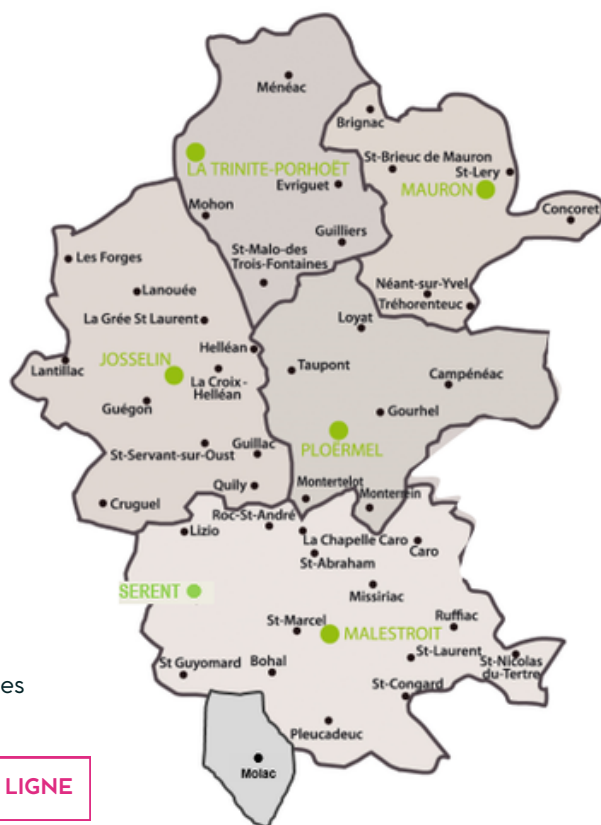 Ménéac
Brignac
St-Brieuc de Mauron
LA TRINITE-PORHOËT
St-Lery
Evriguet
MAURON
Mohon
Concoret
Guilliers
St-Malo-des
Trois-Fontaines
Les Forges
Néant-sur-Yvel
Lanouée
Tréhorenteuc
La Grée St Laurent
Loyat
Helléan
JOSSELIN
Lantillac
Taupont
La Croix-
Helléan
Campénéac
Guégon
Gourhel
Guillac
PLOËRMEL
St-Servant-sur-Oust
Quily
Montertelot
Monterrein
Cruguel
Roc-St-André
Lizio
La Chapelle Caro
Caro
St-Abraham
SERENT
Missiriac
St-Marcel
Ruffiac
MALESTROIT
St-Laurent
St Guyomard
Bohal
St-Nicolas
du-Tertre
St-Congard
es
Pleucadeuc
Molac
LIGNE